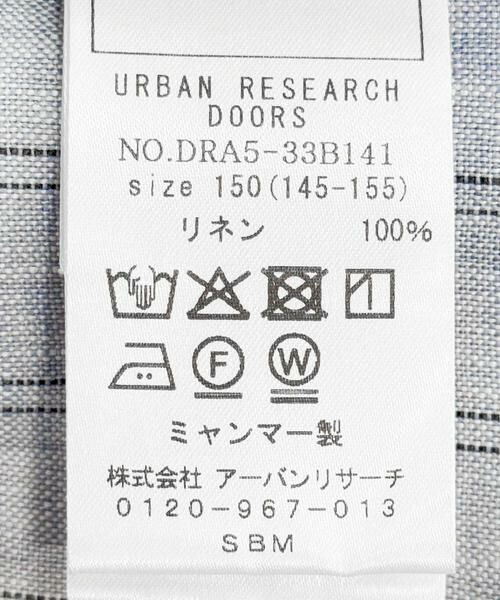 URBAN RESEARCH
DOORS
NO.DRA5-33B141
size 150(145-155)
リネン 100%
F W
ミャンマー製
株式会社 アーバンリサーチ
0120-967-013
SBM